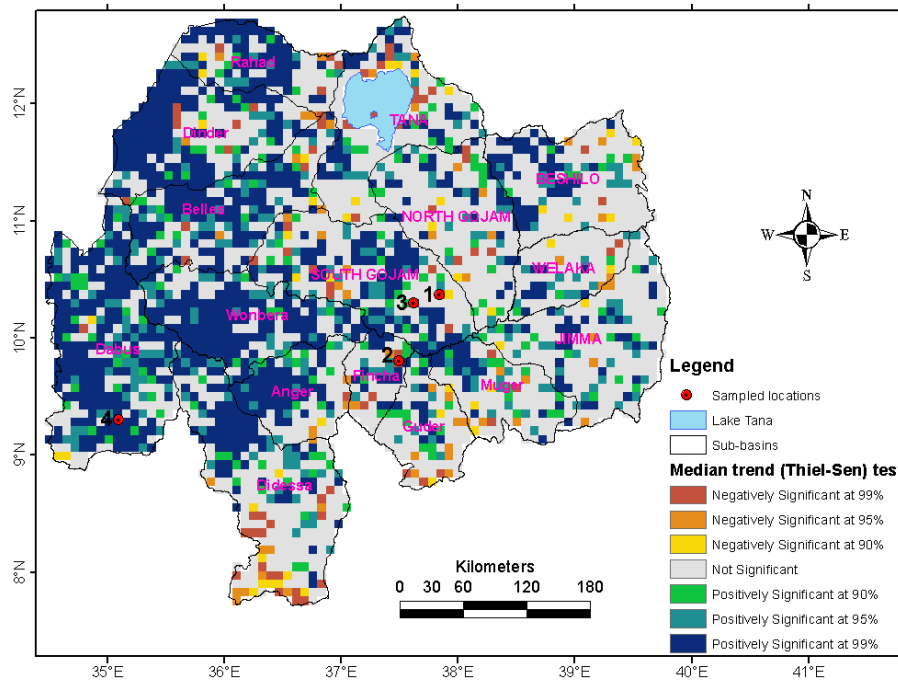 Rahad
12°N
TANA
Dinder
BESHILO
Belles
11°N
NORTH GOJAM
N
W E
S
SOUTH GOJAM
WELAKA
1
3
Wonbera
10°N
Dabus
JIMMA
2
Fincha
Anger
Muger
Legend
4
Guder
Sampled locations
Lake Tana
Sub-basins
9°N
Didessa
Median trend (Thiel-Sen) tes
Negatively Significant at 99%
Negatively Significant at 95%
Negatively Significant at 90%
Not Significant
Positively Significant at 90%
Positively Significant at 95%
Positively Significant at 99%
8°N
Kilometers
0 30 60 120 180
35°E 36°E 37°E 38°E 39°E 40°E 41°E